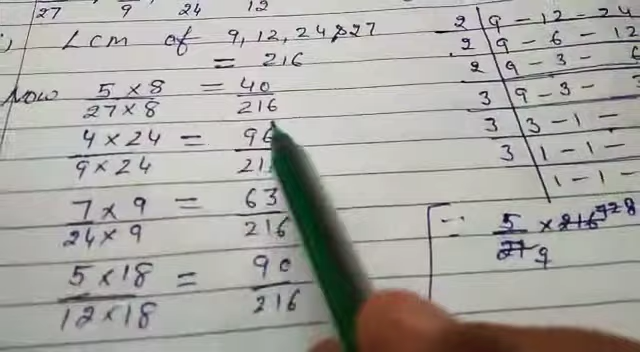 27 9 24 12
Lcm of 9, 12, 24 & 27
= 216
Now 5 × 8 / 27 × 8 = 40 / 216
4 × 24 / 9 × 24 = 96 / 21
7 × 9 / 24 × 9 = 63 / 216
5 × 18 / 12 × 18 = 90 / 216
2 | 9 - 12 - 24
2 | 9 - 6 - 12
2 | 9 - 3 - 6
3 | 9 - 3 -
3 | 3 - 1 -
3 | 1 - 1 -
1 - 1 -
∵ 5 / 27 × 216
9